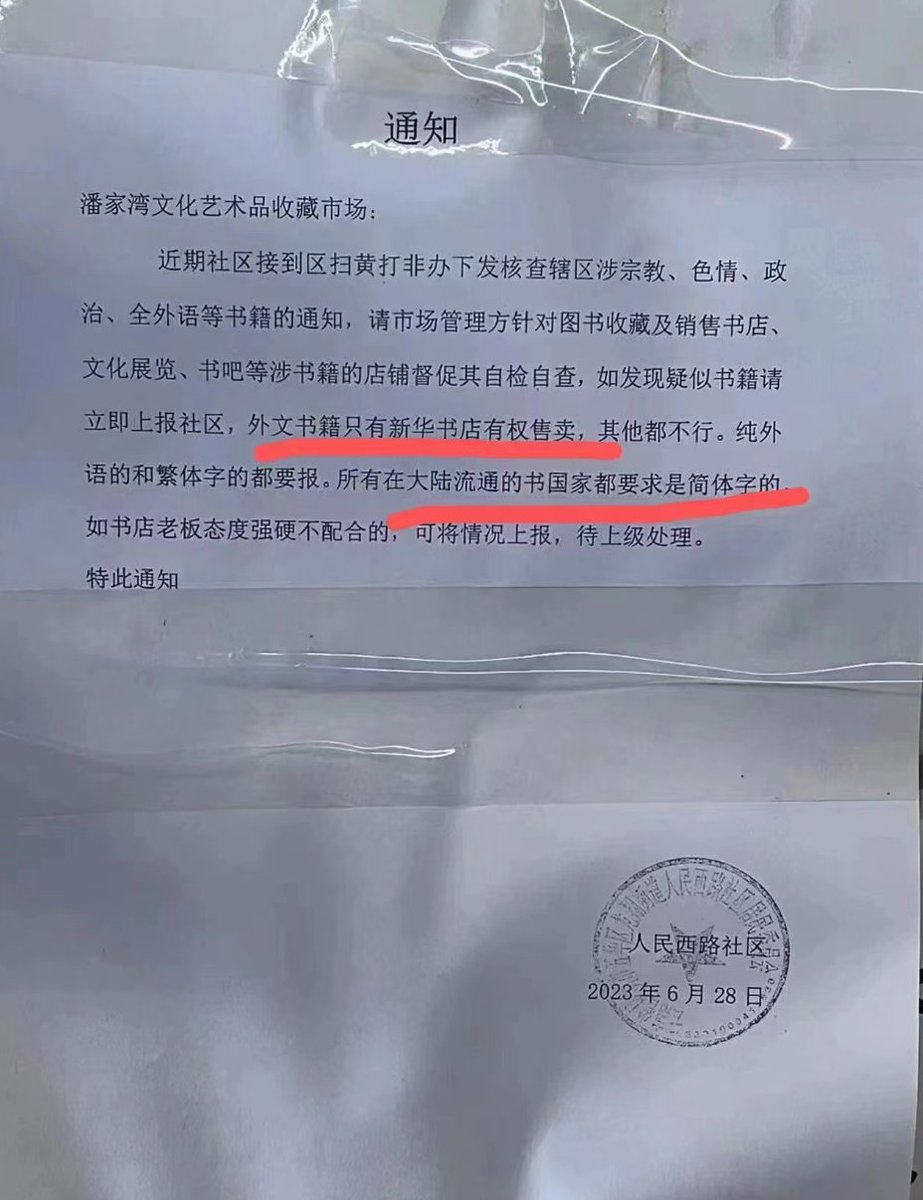 通知
潘家湾文化艺术品收藏市场：
近期社区接到区扫黄打非办下发核查辖区涉宗教、色情、政
治、全外语等书籍的通知，请市场管理方针对图书收藏及销售书店、
文化展览、书吧等涉书籍的店铺督促其自检自查，如发现疑似书籍请
立即上报社区，外文书籍只有新华书店有权售卖，其他都不行。纯外
语的和繁体字的都要报。所有在大陆流通的书国家都要求是简体字的，
如书店老板态度强硬不配合的，可将情况上报，待上级处理。
特此通知
人民西路社区
2023年6月28日
人民西路社区居民委员会